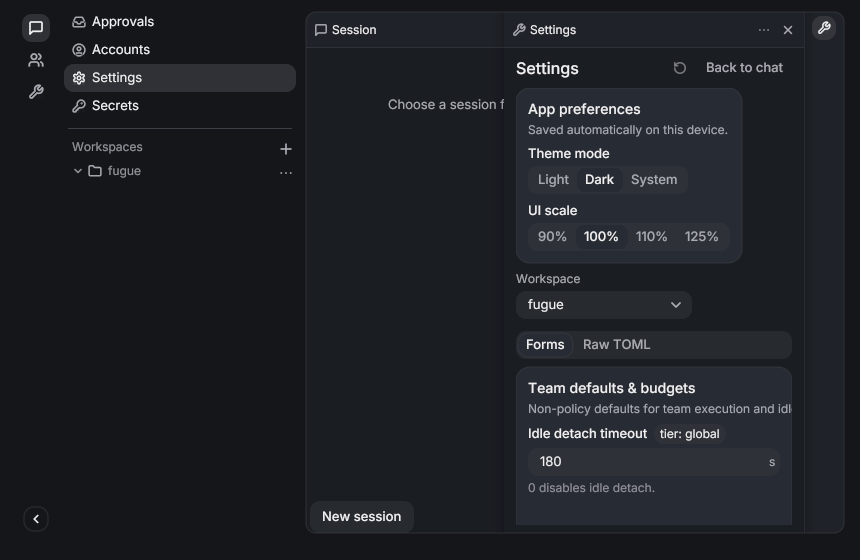 Approvals
Accounts
Settings
Secrets
Workspaces
fugue
Session
Choose a session f
New session
Settings
Settings
Back to chat
App preferences
Saved automatically on this device.
Theme mode
Light Dark System
UI scale
90% 100% 110% 125%
Workspace
fugue
Forms Raw TOML
Team defaults & budgets
Non-policy defaults for team execution and idl
Idle detach timeout tier: global
180 s
0 disables idle detach.